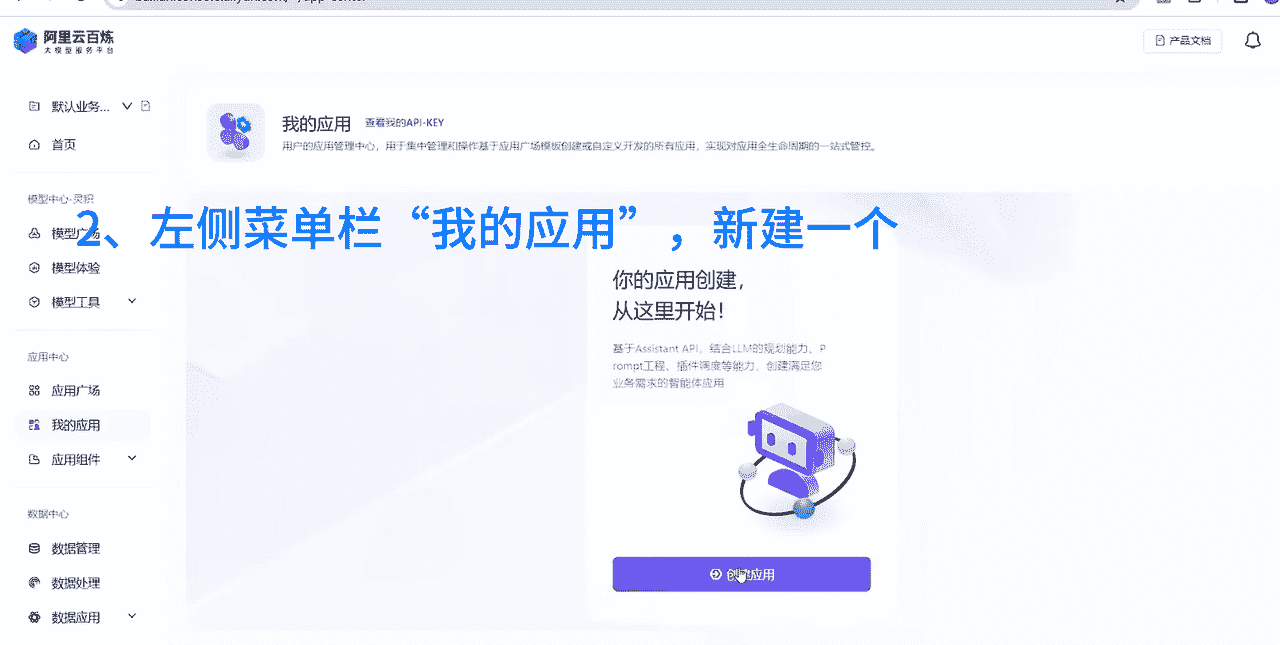 阿里云百炼
大模型服务平台
产品文档
默认业务...
首页
我的应用 查看我的API-KEY
用户的应用管理中心，用于集中管理和操作基于应用广场模板创建或自定义开发的所有应用，实现对应用全生命周期的一站式管控。
模型中心·灵积
2、左侧菜单栏“我的应用”，新建一个
模型广场
模型体验
模型工具
你的应用创建，
从这里开始！
基于Assistant API，结合LLM的规划能力、P
rompt工程、插件调度等能力，创建满足您
业务需求的智能体应用
应用中心
应用广场
我的应用
应用组件
数据中心
数据管理
数据处理
数据应用
创建应用